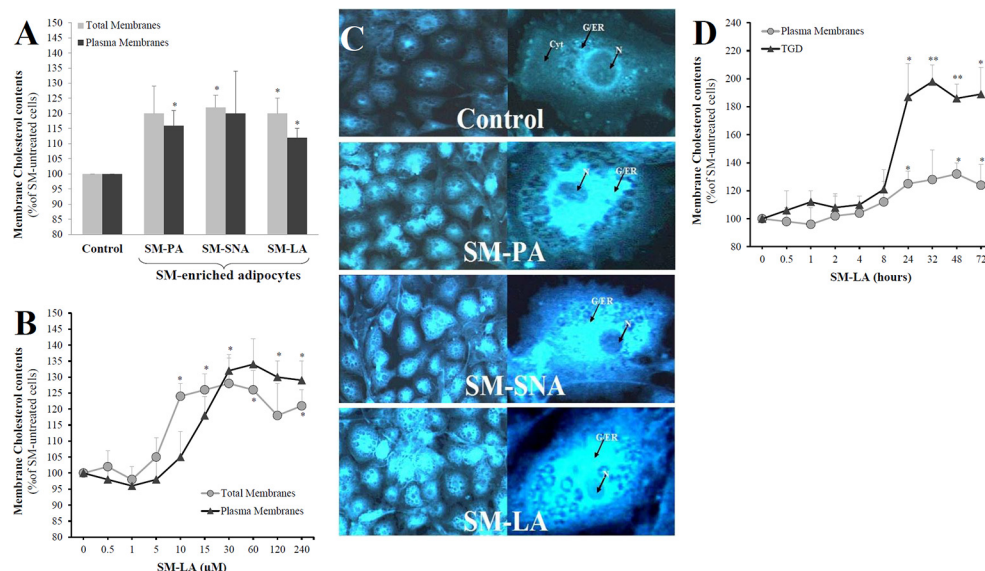 A
Total Membranes
Plasma Membranes
Membrane Cholesterol contents
(%of SM-untreated cells)
150
145
140
135
130
125
120
115
110
105
100
95
90
85
80
*
*
*
*
Control
SM-PA
SM-SNA
SM-LA
SM-enriched adipocytes
B
Membrane Cholesterol contents
(%of SM-untreated cells)
150
145
140
135
130
125
120
115
110
105
100
95
90
85
80
*
*
*
*
*
*
*
Total Membranes
Plasma Membranes
0 0.5 1 5 10 15 30 60 120 240
SM-LA (µM)
C
Cyt
G/ER
N
Control
N
G/ER
SM-PA
G/ER
N
SM-SNA
G/ER
N
SM-LA
D
Plasma Membranes
TGD
Membrane Cholesterol contents
(%of SM-untreated cells)
220
200
180
160
140
120
100
80
*
**
**
*
*
*
*
0 0.5 1 2 4 8 24 32 48 72
SM-LA (hours)